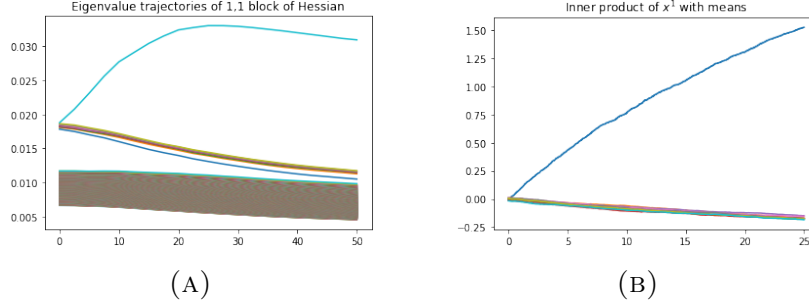 Eigenvalue trajectories of 1,1 block of Hessian
0.030
0.025
0.020
0.015
0.010
0.005
0 10 20 30 40 50
(A)
Inner product of x¹ with means
1.50
1.25
1.00
0.75
0.50
0.25
0.00
−0.25
0 5 10 15 20 25
(B)